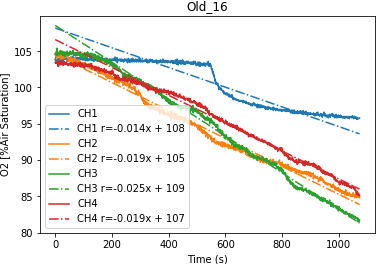 Old_16
O2 [%Air Saturation]
105
100
95
90
85
80
CH1
CH1 r=-0.014x + 108
CH2
CH2 r=-0.019x + 105
CH3
CH3 r=-0.025x + 109
CH4
CH4 r=-0.019x + 107
0 200 400 600 800 1000
Time (s)